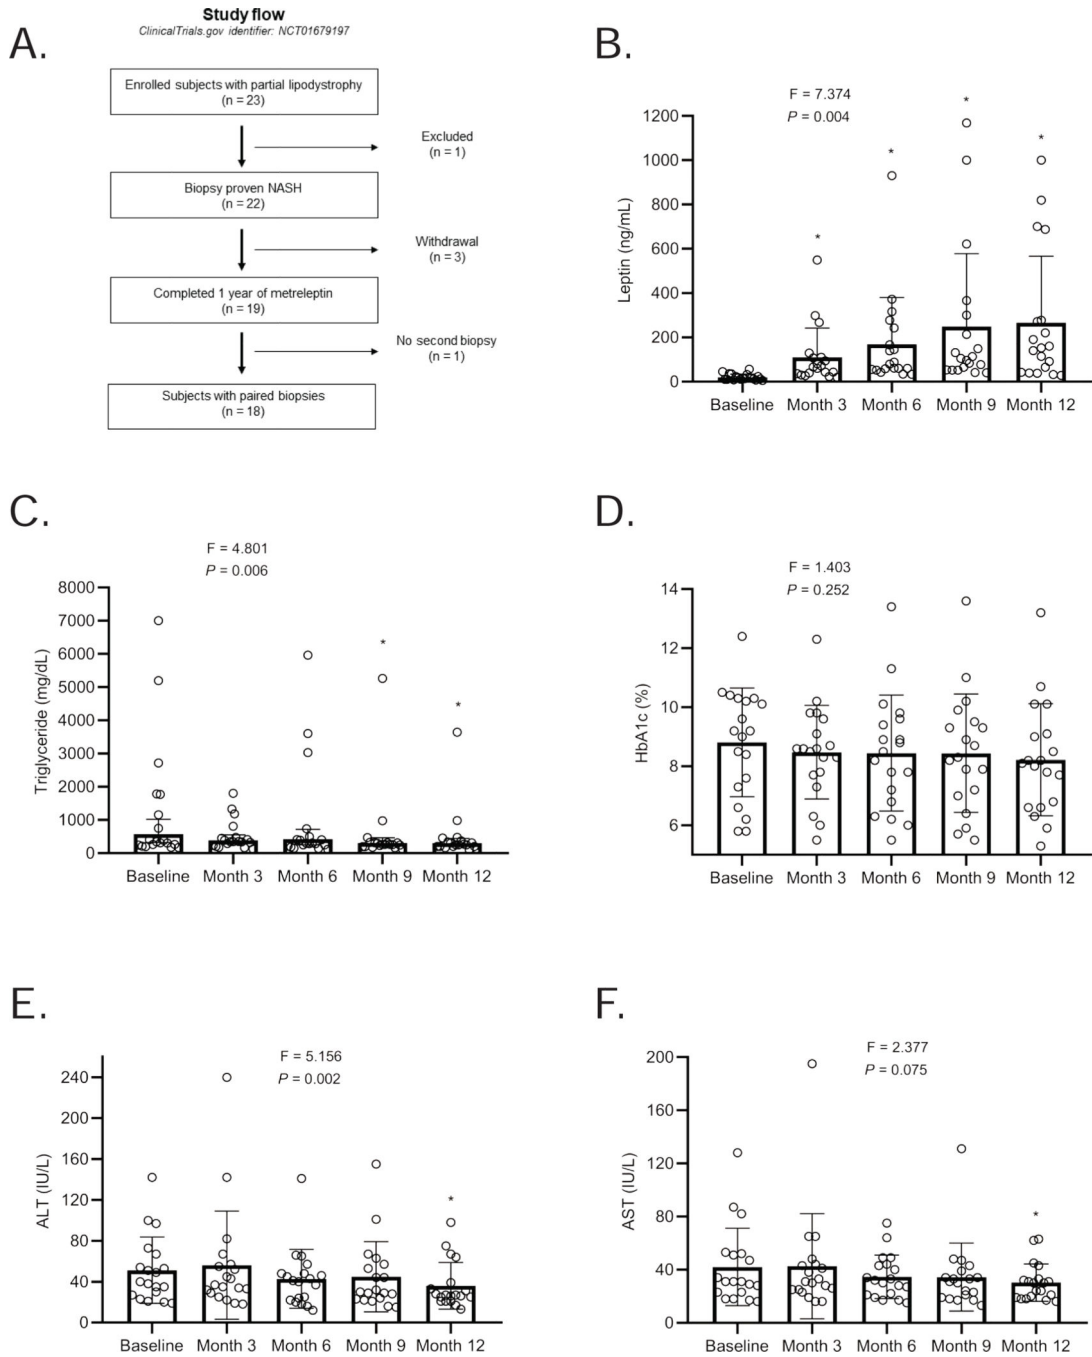 Study flow
ClinicalTrials.gov identifier: NCT01679197
A.
Enrolled subjects with partial lipodystrophy
(n = 23)
Excluded
(n = 1)
Biopsy proven NASH
(n = 22)
Withdrawal
(n = 3)
Completed 1 year of metreleptin
(n = 19)
No second biopsy
(n = 1)
Subjects with paired biopsies
(n = 18)
B.
F = 7.374
P = 0.004
* * * *
Leptin (ng/mL)
1200
1000
800
600
400
200
0
Baseline Month 3 Month 6 Month 9 Month 12
C.
F = 4.801
P = 0.006
* *
Triglyceride (mg/dL)
8000
7000
6000
5000
4000
3000
2000
1000
0
Baseline Month 3 Month 6 Month 9 Month 12
D.
F = 1.403
P = 0.252
HbA1c (%)
14
12
10
8
6
Baseline Month 3 Month 6 Month 9 Month 12
E.
F = 5.156
P = 0.002
*
ALT (IU/L)
240
200
160
120
80
40
0
Baseline Month 3 Month 6 Month 9 Month 12
F.
F = 2.377
P = 0.075
*
AST (IU/L)
200
160
120
80
40
0
Baseline Month 3 Month 6 Month 9 Month 12